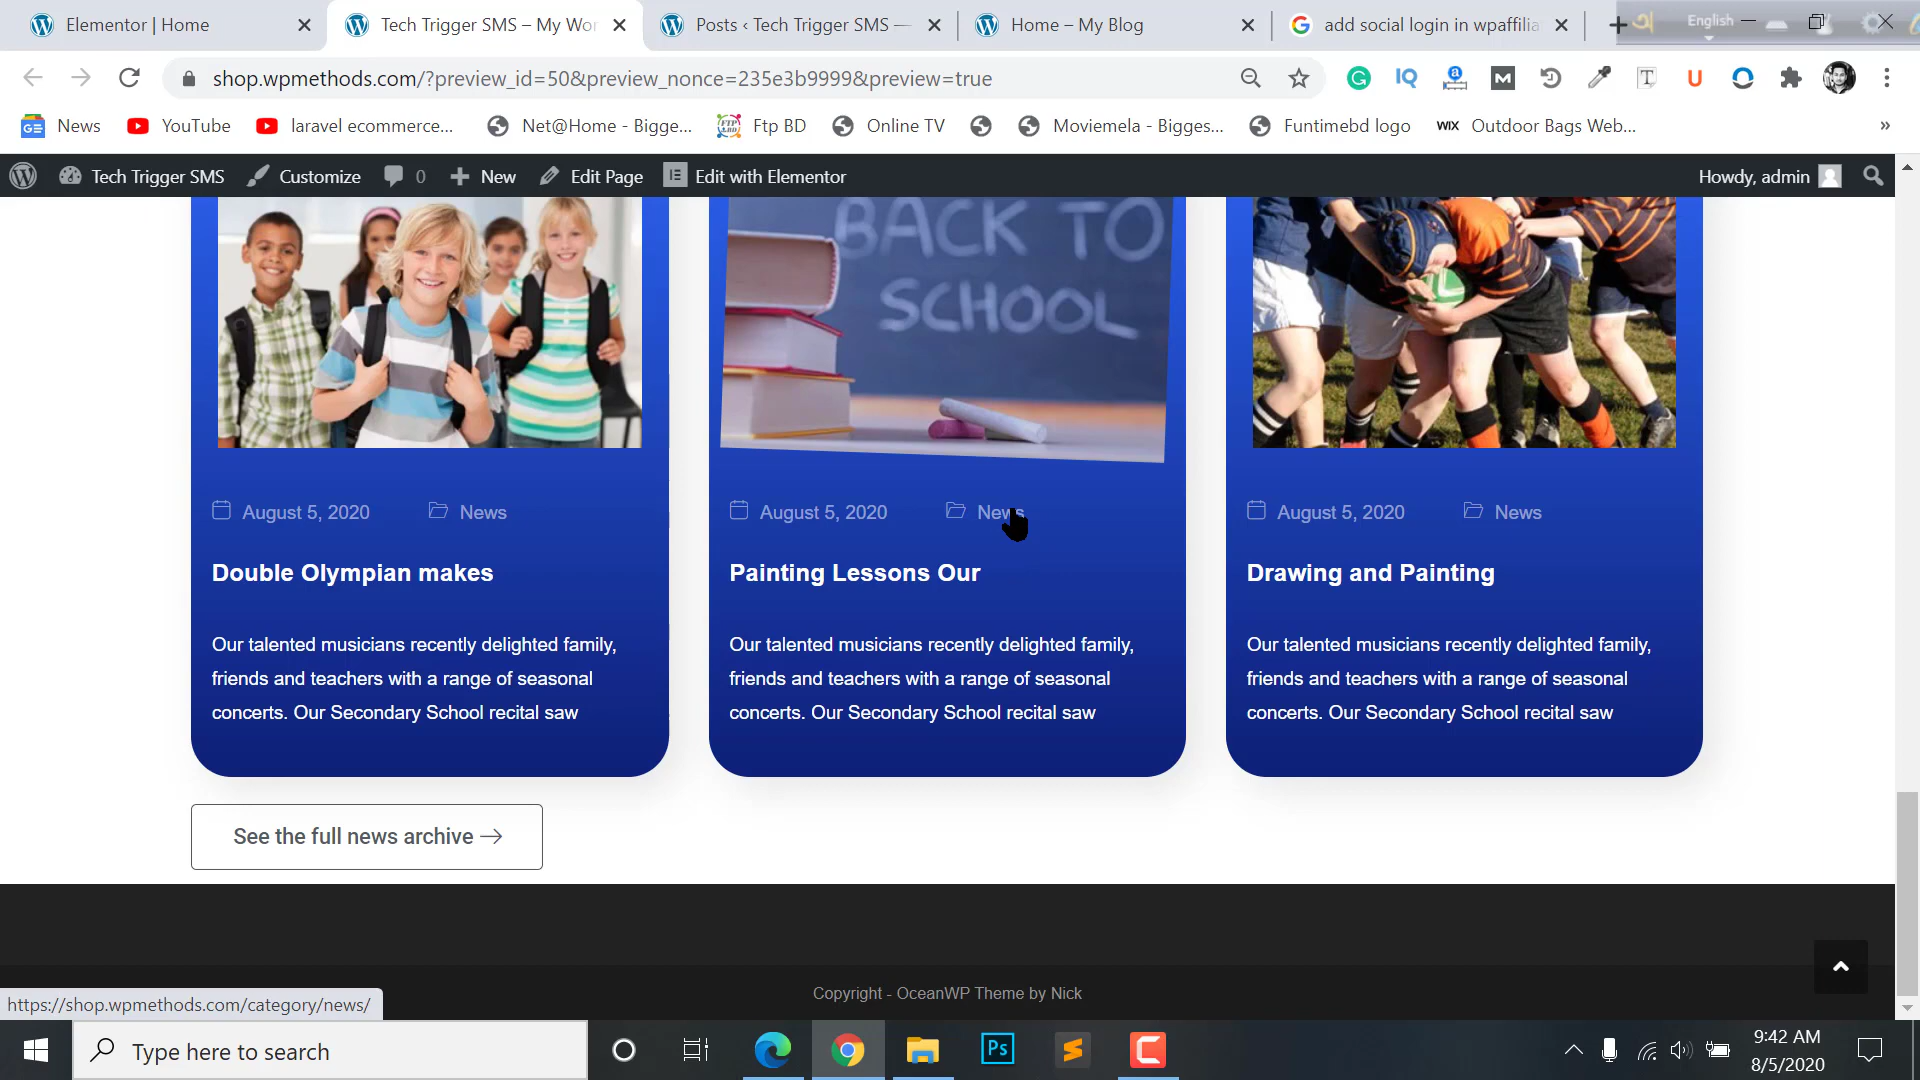 Elementor | Home
Tech Trigger SMS – My Wor
Posts ‹ Tech Trigger SMS —
Home – My Blog
add social login in wpaffilia
English
shop.wpmethods.com/?preview_id=50&preview_nonce=235e3b9999&preview=true
News
YouTube
laravel ecommerce...
Net@Home - Bigge...
Ftp BD
Online TV
Moviemela - Bigges...
Funtimebd logo
WIX
Outdoor Bags Web...
»
Tech Trigger SMS
Customize
0
New
Edit Page
Edit with Elementor
Howdy, admin
BACK TO
SCHOOL
August 5, 2020
News
August 5, 2020
News
August 5, 2020
News
Double Olympian makes
Painting Lessons Our
Drawing and Painting
Our talented musicians recently delighted family,
friends and teachers with a range of seasonal
concerts. Our Secondary School recital saw
Our talented musicians recently delighted family,
friends and teachers with a range of seasonal
concerts. Our Secondary School recital saw
Our talented musicians recently delighted family,
friends and teachers with a range of seasonal
concerts. Our Secondary School recital saw
See the full news archive →
Copyright - OceanWP Theme by Nick
https://shop.wpmethods.com/category/news/
Type here to search
Ps
9:42 AM
8/5/2020